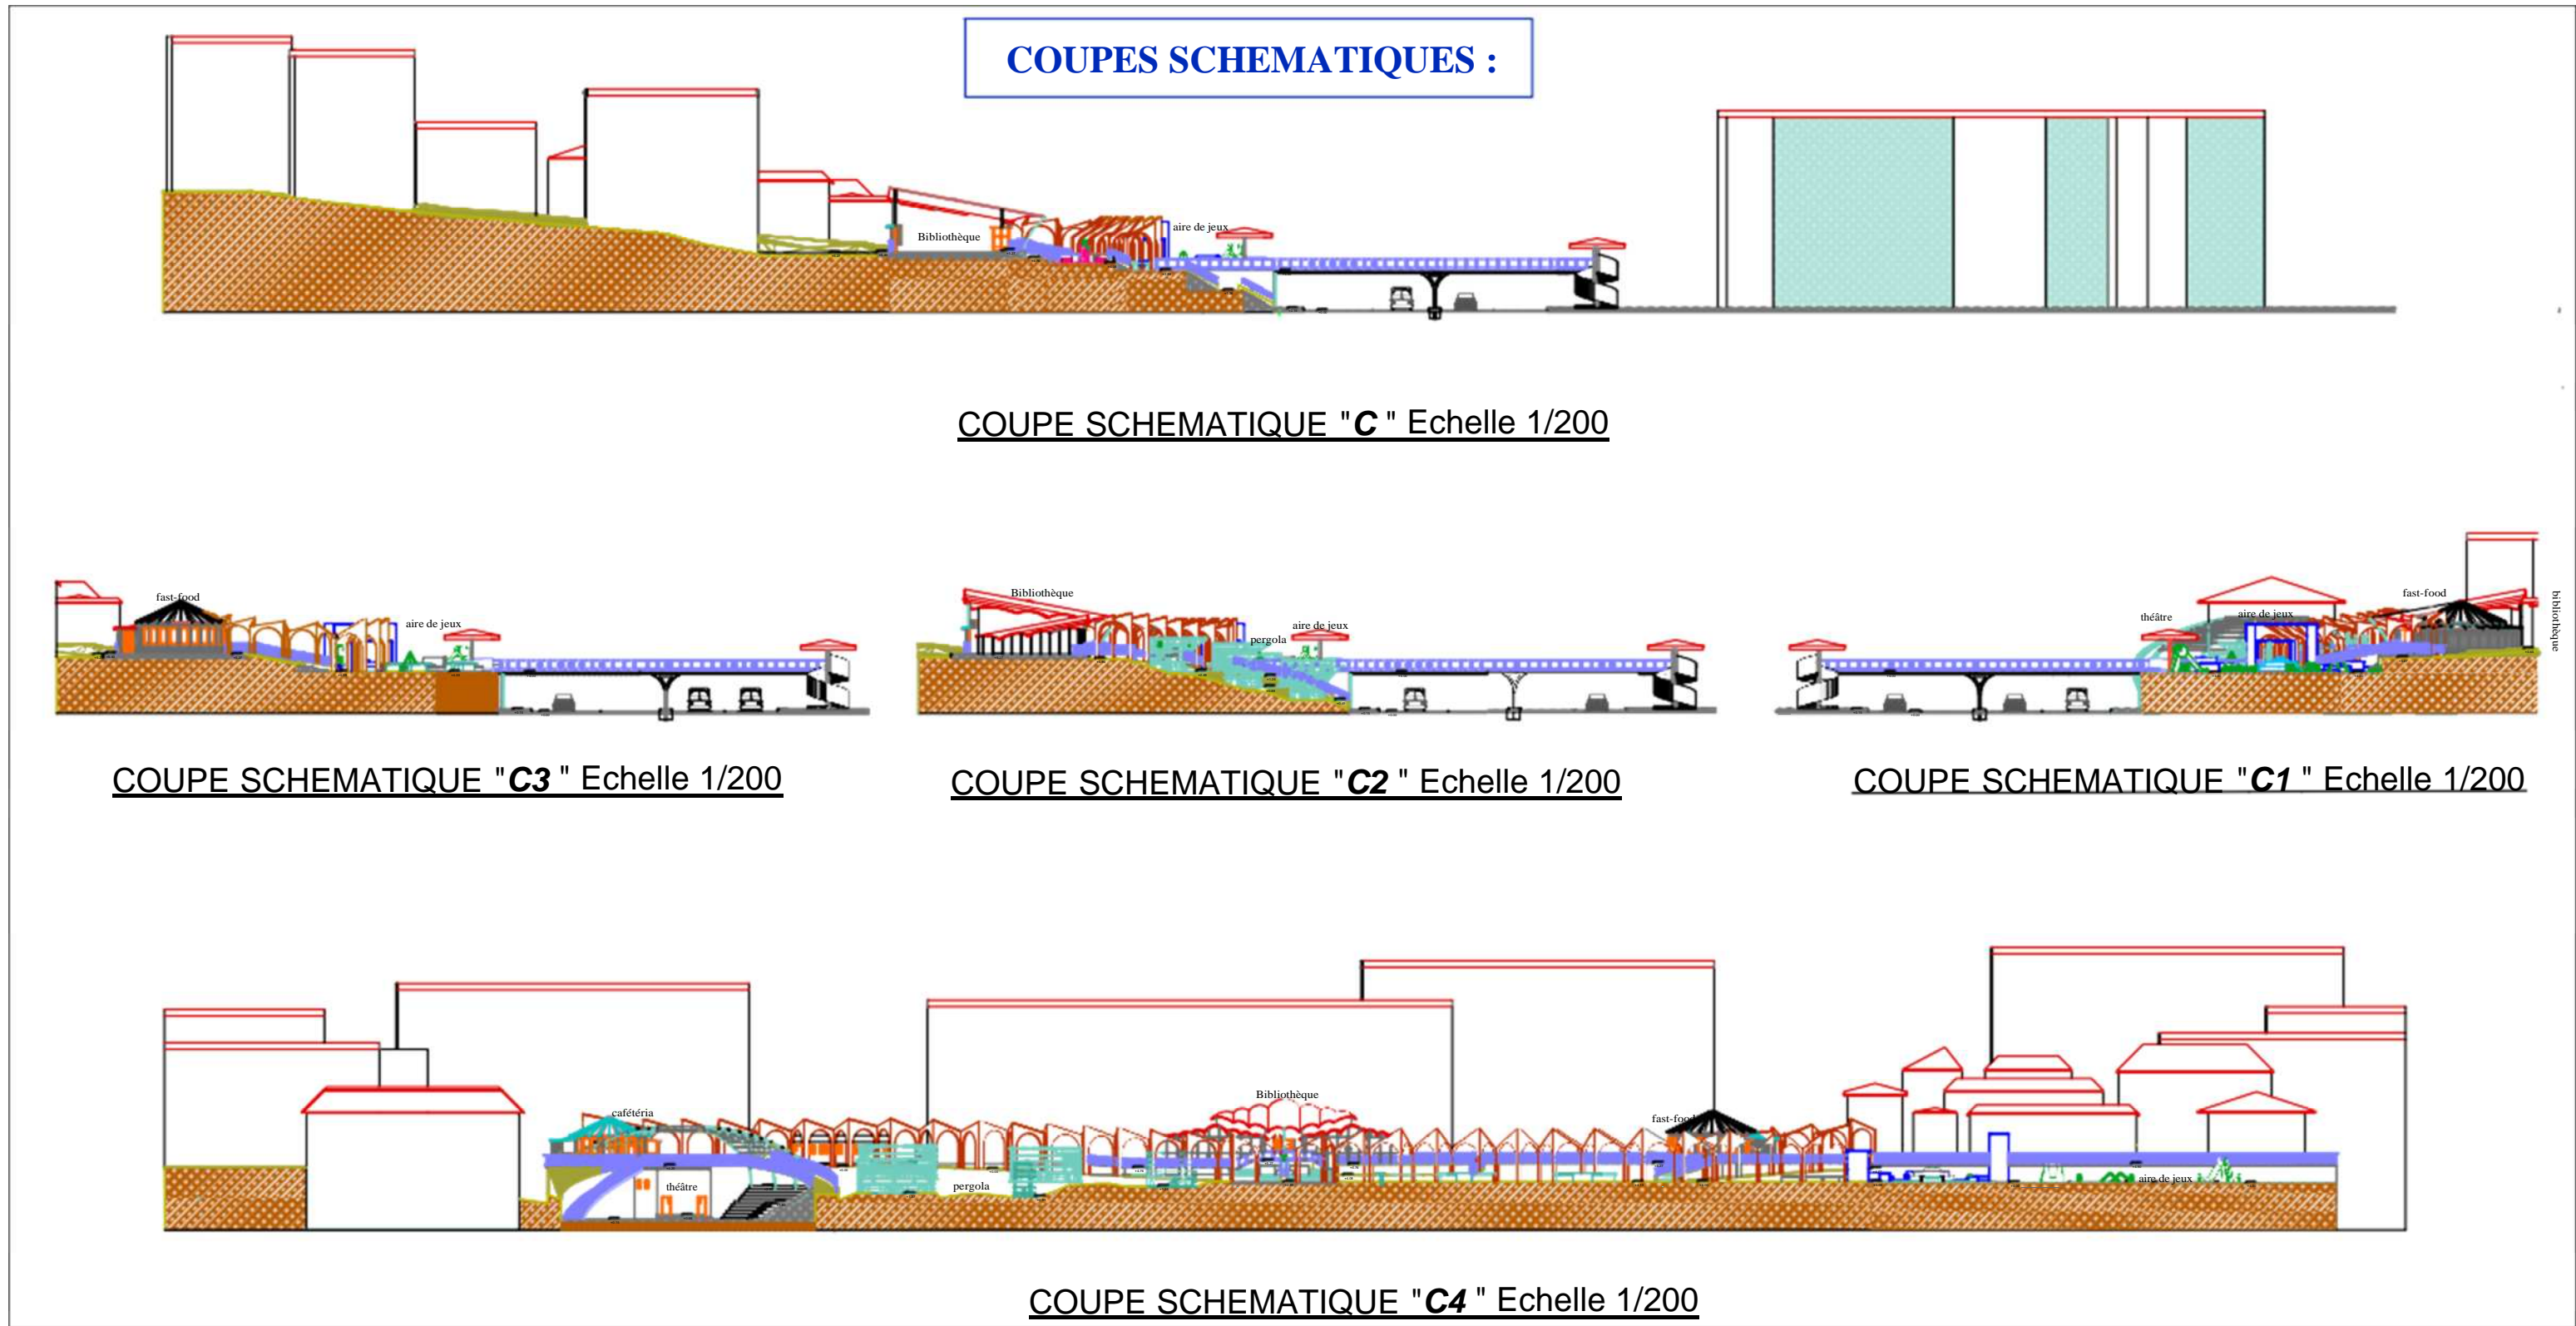 COUPES SCHEMATIQUES :
Bibliothèque
aire de jeux
COUPE SCHEMATIQUE "C " Echelle 1/200
fast-food
aire de jeux
COUPE SCHEMATIQUE "C3 " Echelle 1/200
Bibliothèque
pergola
aire de jeux
COUPE SCHEMATIQUE "C2 " Echelle 1/200
théâtre
aire de jeux
fast-food
bibliothèque
COUPE SCHEMATIQUE "C1 " Echelle 1/200
cafétéria
théâtre
pergola
Bibliothèque
fast-food
aire de jeux
COUPE SCHEMATIQUE "C4 " Echelle 1/200